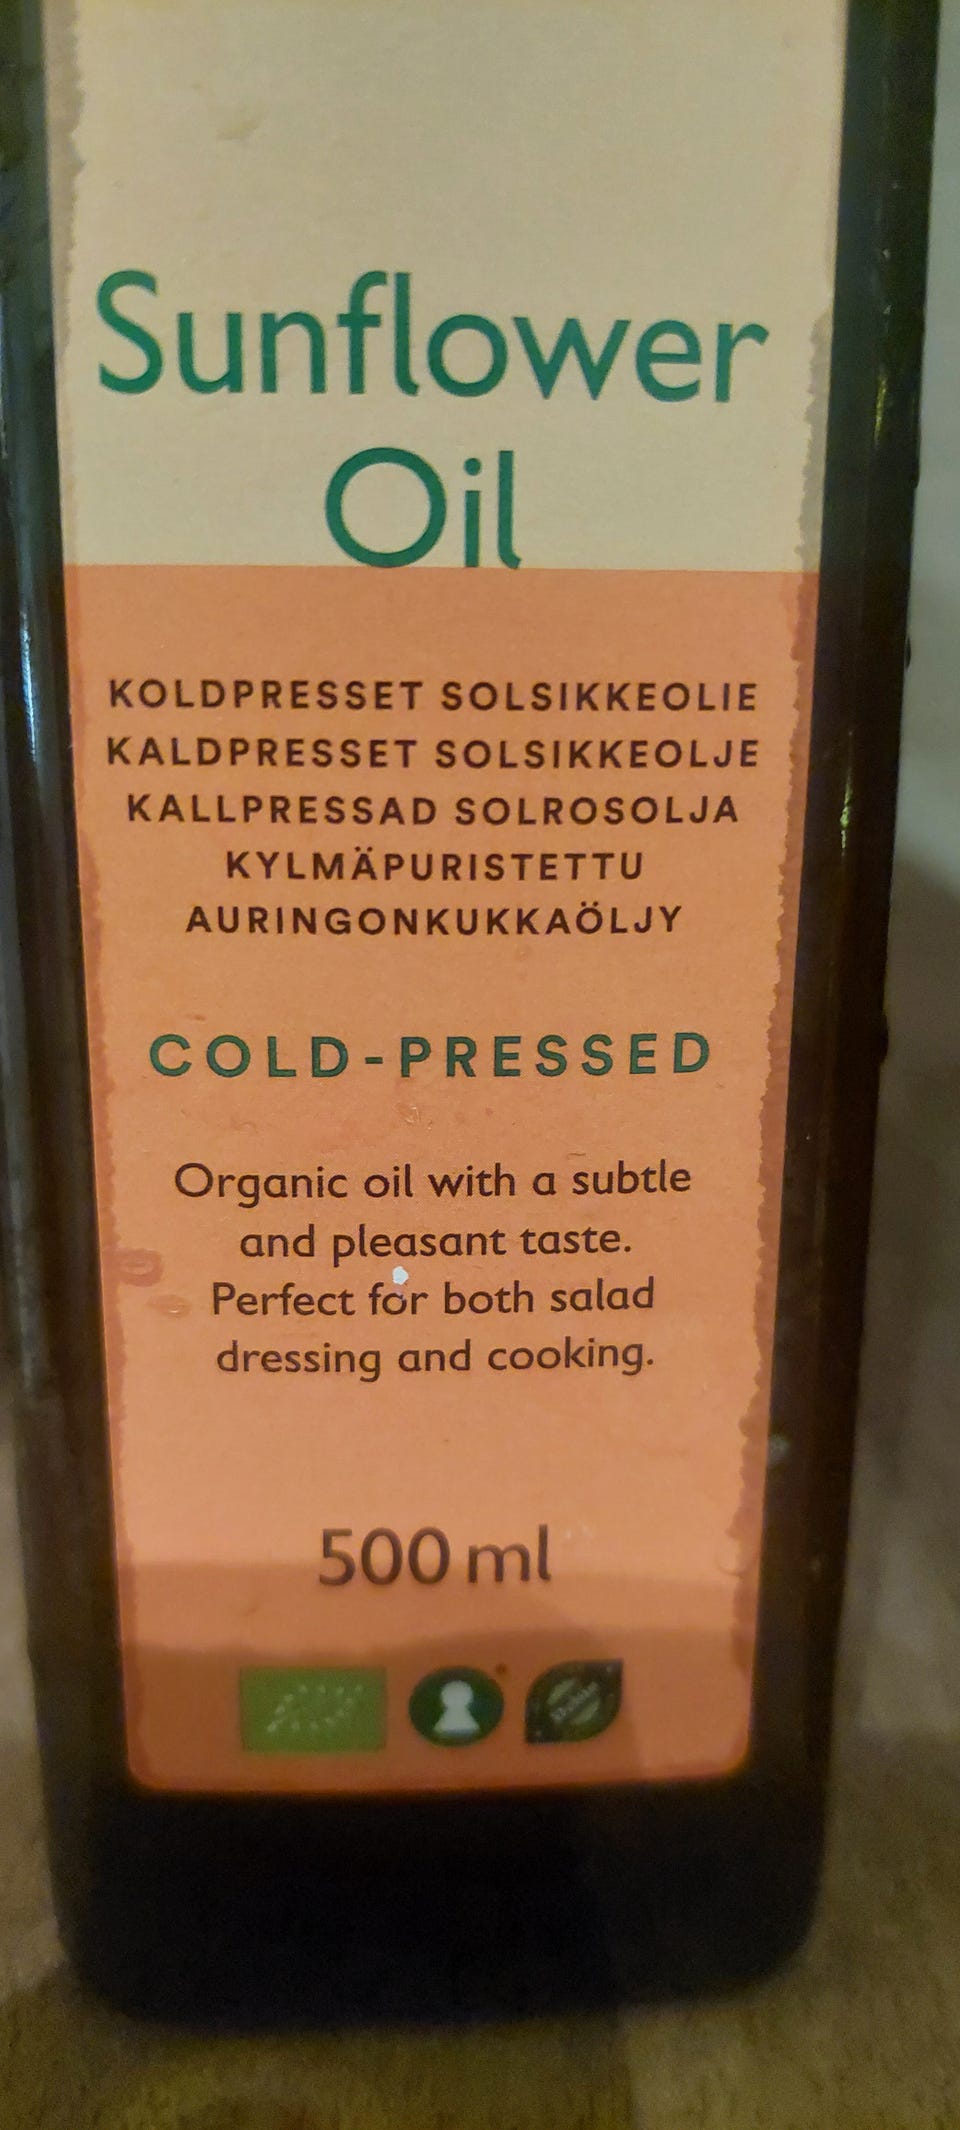 Sunflower
Oil
KOLDPRESSET SOLSIKKEOLIE
KALDPRESSET SOLSIKKEOLJE
KALLPRESSAD SOLROSOLJA
KYLMÄPURISTETTU
AURINGONKUKKAÖLJY
COLD-PRESSED
Organic oil with a subtle
and pleasant taste.
Perfect for both salad
dressing and cooking.
500 ml